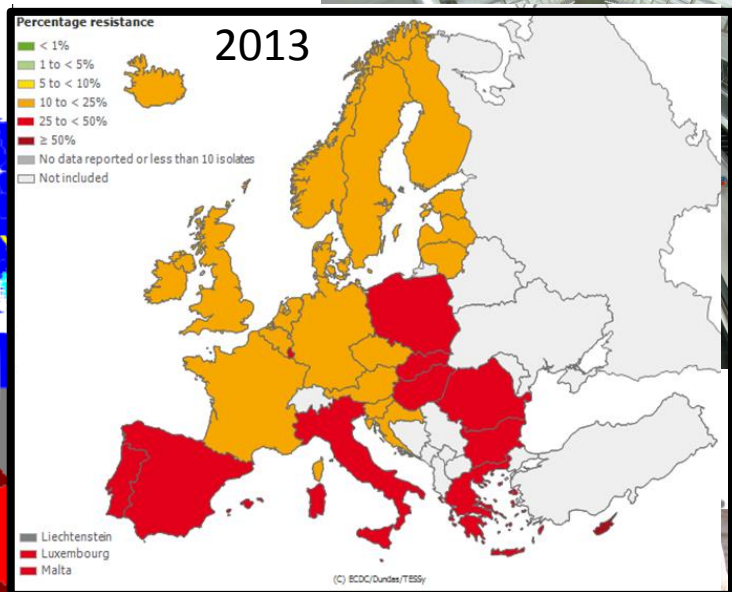 Percentage resistance
2013
< 1%
1 to < 5%
5 to < 10%
10 to < 25%
25 to < 50%
≥ 50%
No data reported or less than 10 isolates
Not included
Liechtenstein
Luxembourg
Malta
(C) ECDC/Dundas/TESSy